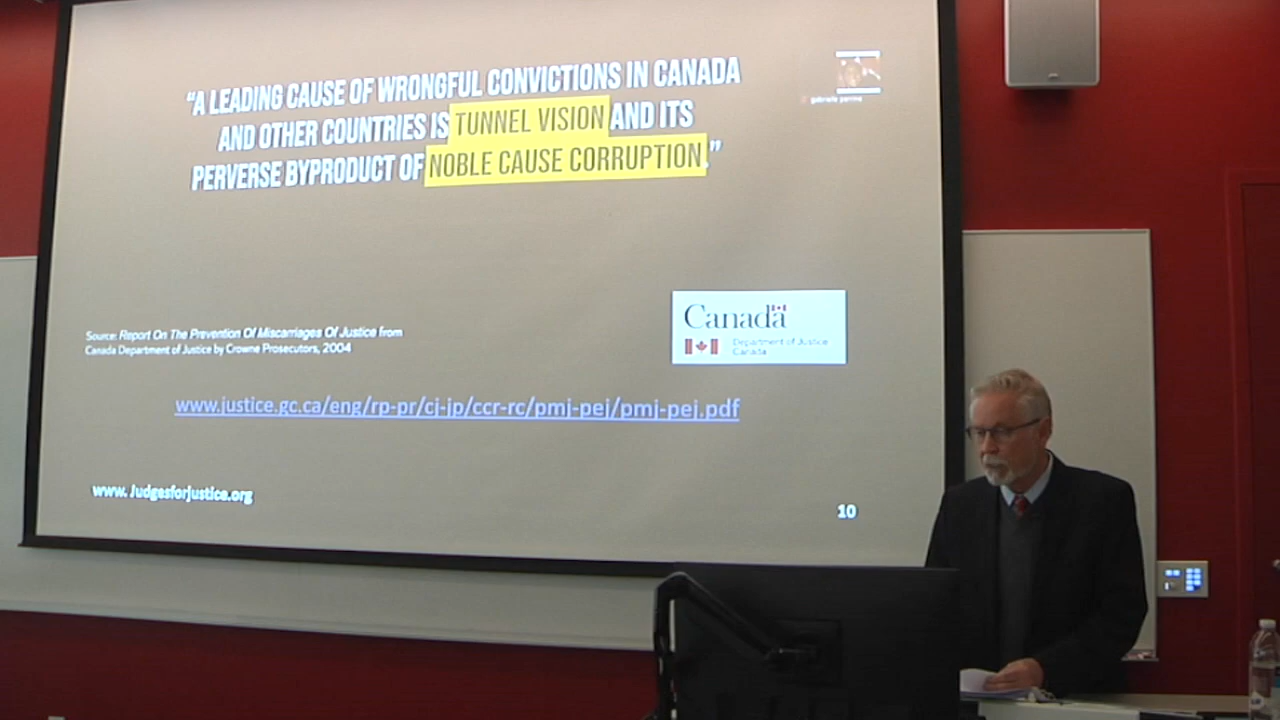 “A LEADING CAUSE OF WRONGFUL CONVICTIONS IN CANADA
AND OTHER COUNTRIES IS TUNNEL VISION AND ITS
PERVERSE BYPRODUCT OF NOBLE CAUSE CORRUPTION.”
Source: Report On The Prevention Of Miscarriages Of Justice from
Canada Department of Justice by Crowne Prosecutors, 2004
Canada
Department of Justice
Canada
www.justice.gc.ca/eng/rp-pr/cj-jp/ccr-rc/pmj-pej/pmj-pej.pdf
www. Judgesforjustice.org
10